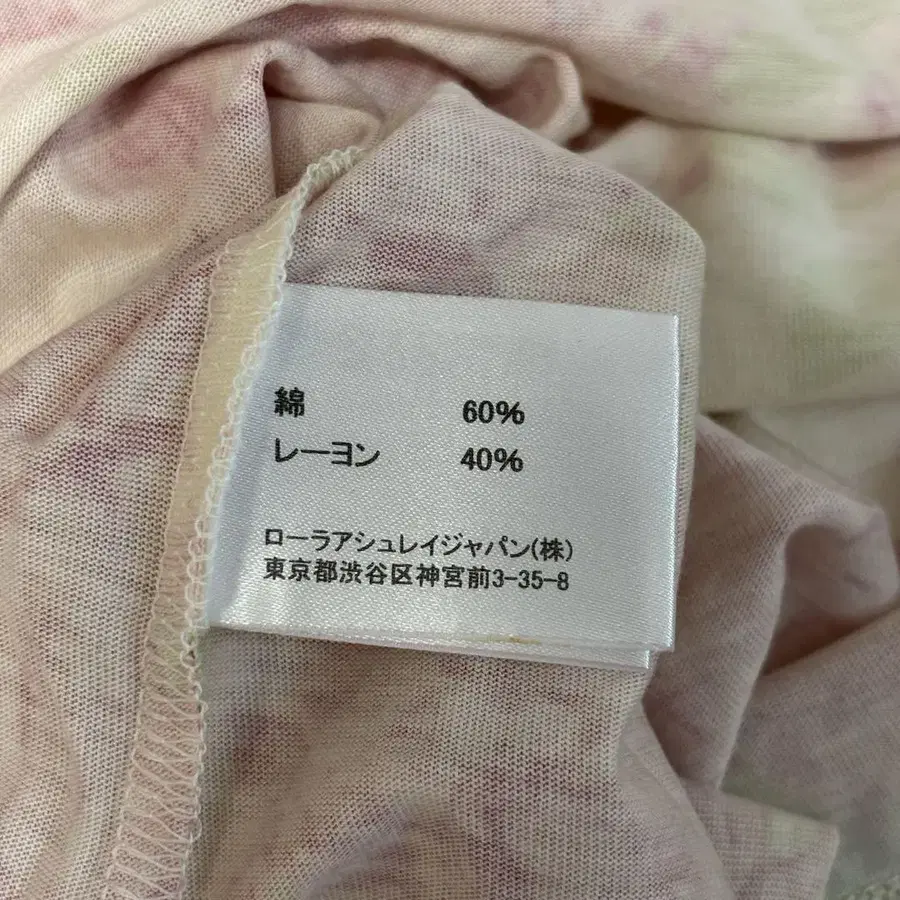 綿 60%
レーヨン 40%
ローラアシュレイジャパン(株)
東京都渋谷区神宮前3-35-8